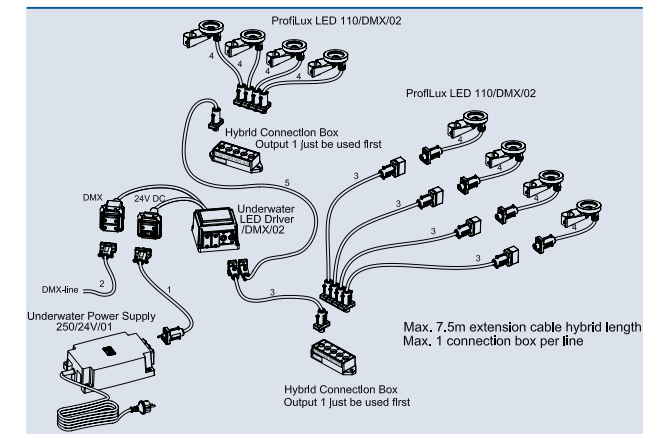 ProfiLux LED 110/DMX/02
4
4
4
4
ProfiLux LED 110/DMX/02
4
4
4
4
Hybrid Connection Box
Output 1 just be used first
3
3
3
3
5
DMX
24V DC
Underwater
LED Driver
/DMX/02
DMX-line
2
1
3
Underwater Power Supply
250/24V/01
Max. 7.5m extension cable hybrid length
Max. 1 connection box per line
Hybrid Connection Box
Output 1 just be used first